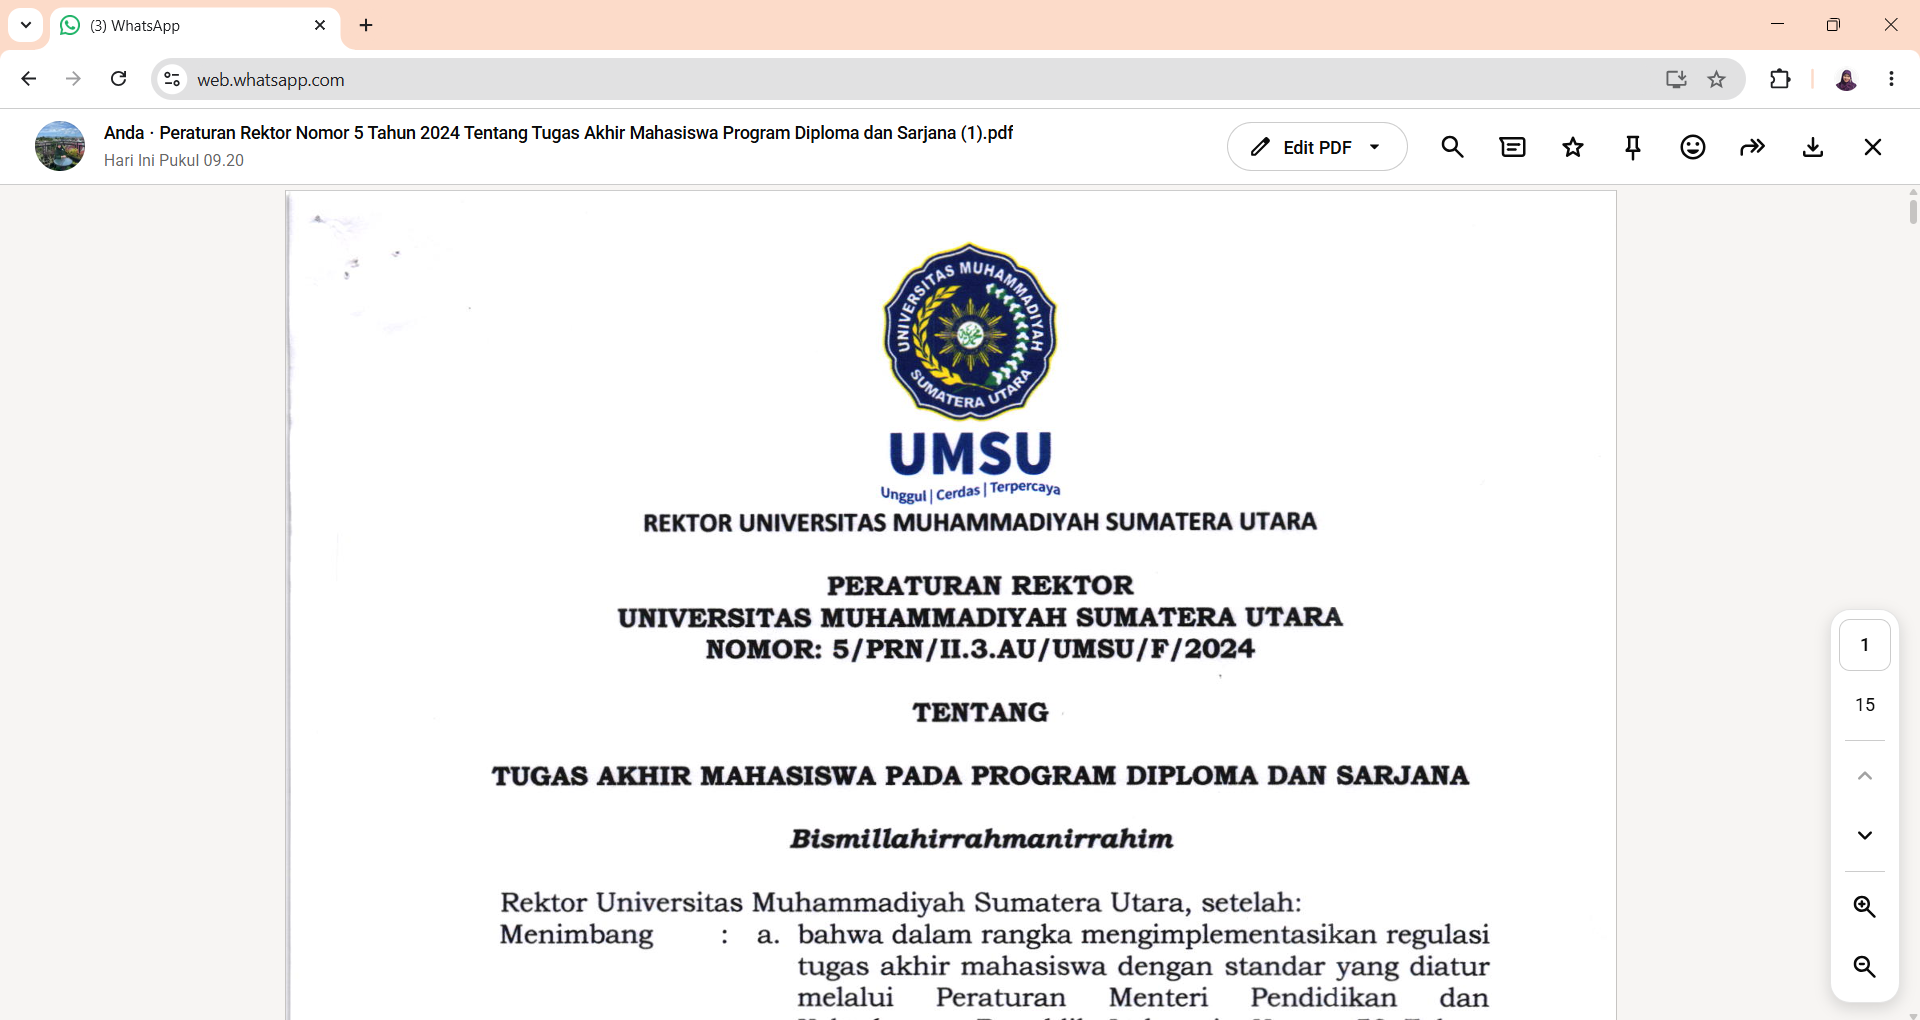 (3) WhatsApp
web.whatsapp.com
Anda · Peraturan Rektor Nomor 5 Tahun 2024 Tentang Tugas Akhir Mahasiswa Program Diploma dan Sarjana (1).pdf
Hari Ini Pukul 09.20
Edit PDF
UNIVERSITAS MUHAMMADIYAH
SUMATERA UTARA
UMSU
Unggul | Cerdas | Terpercaya
REKTOR UNIVERSITAS MUHAMMADIYAH SUMATERA UTARA
PERATURAN REKTOR
UNIVERSITAS MUHAMMADIYAH SUMATERA UTARA
NOMOR: 5/PRN/II.3.AU/UMSU/F/2024
TENTANG
TUGAS AKHIR MAHASISWA PADA PROGRAM DIPLOMA DAN SARJANA
Bismillahirrahmanirrahim
Rektor Universitas Muhammadiyah Sumatera Utara, setelah:
Menimbang : a. bahwa dalam rangka mengimplementasikan regulasi
tugas akhir mahasiswa dengan standar yang diatur
melalui Peraturan Menteri Pendidikan dan
1
15